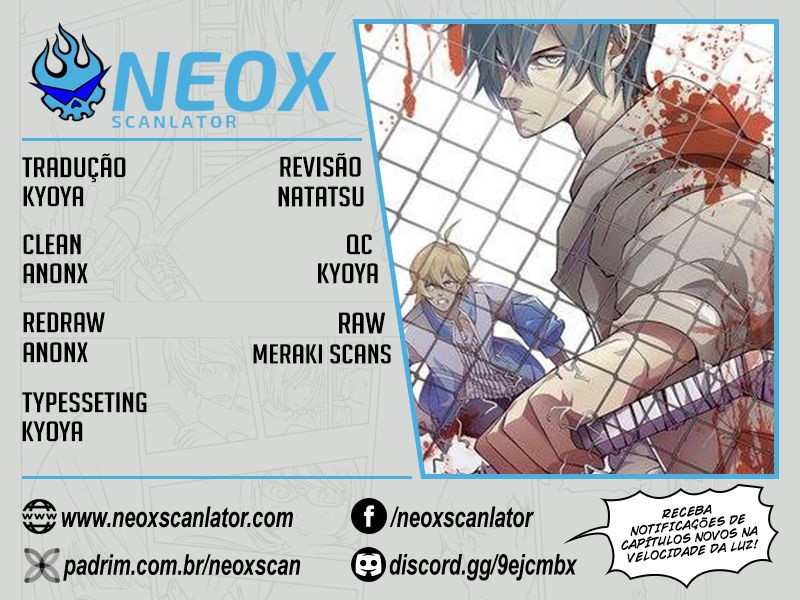 NEOX
SCANLATOR
TRADUÇÃO
KYOYA
REVISÃO
NATATSU
CLEAN
ANONX
QC
KYOYA
REDRAW
ANONX
RAW
MERAKI SCANS
TYPESSETING
KYOYA
www www.neoxscanlator.com
f /neoxscanlator
padrim.com.br/neoxscan
discord.gg/9ejcmbx
RECEBA
NOTIFICAÇÕES DE
CAPÍTULOS NOVOS NA
VELOCIDADE DA LUZ!